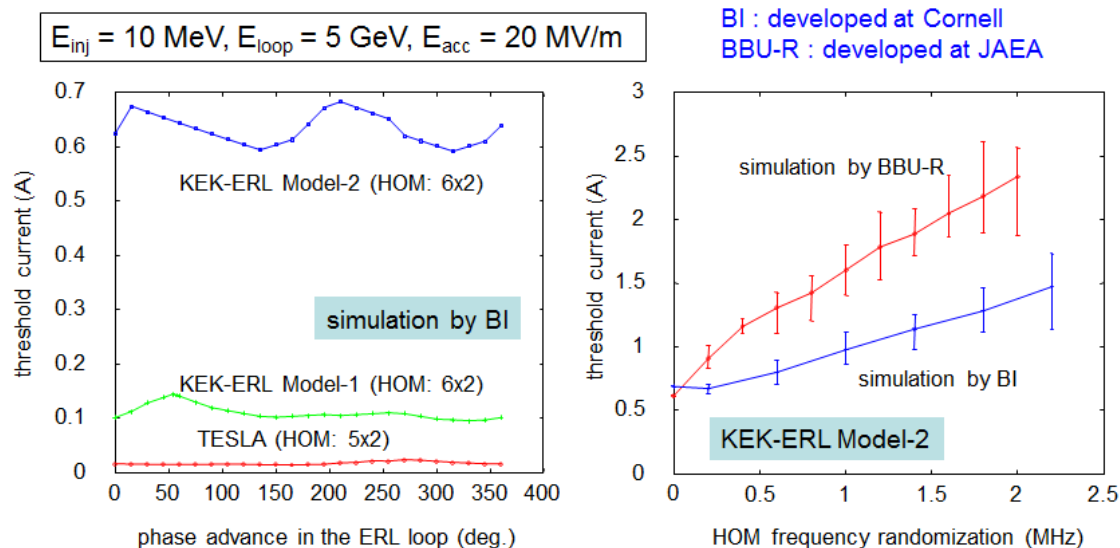 E_inj = 10 MeV, E_loop = 5 GeV, E_acc = 20 MV/m
BI : developed at Cornell
BBU-R : developed at JAEA
threshold current (A)
0.7
0.6
0.5
0.4
0.3
0.2
0.1
0
KEK-ERL Model-2 (HOM: 6x2)
simulation by BI
KEK-ERL Model-1 (HOM: 6x2)
TESLA (HOM: 5x2)
0 50 100 150 200 250 300 350 400
phase advance in the ERL loop (deg.)
threshold current (A)
3
2.5
2
1.5
1
0.5
0
simulation by BBU-R
simulation by BI
KEK-ERL Model-2
0 0.5 1 1.5 2 2.5
HOM frequency randomization (MHz)